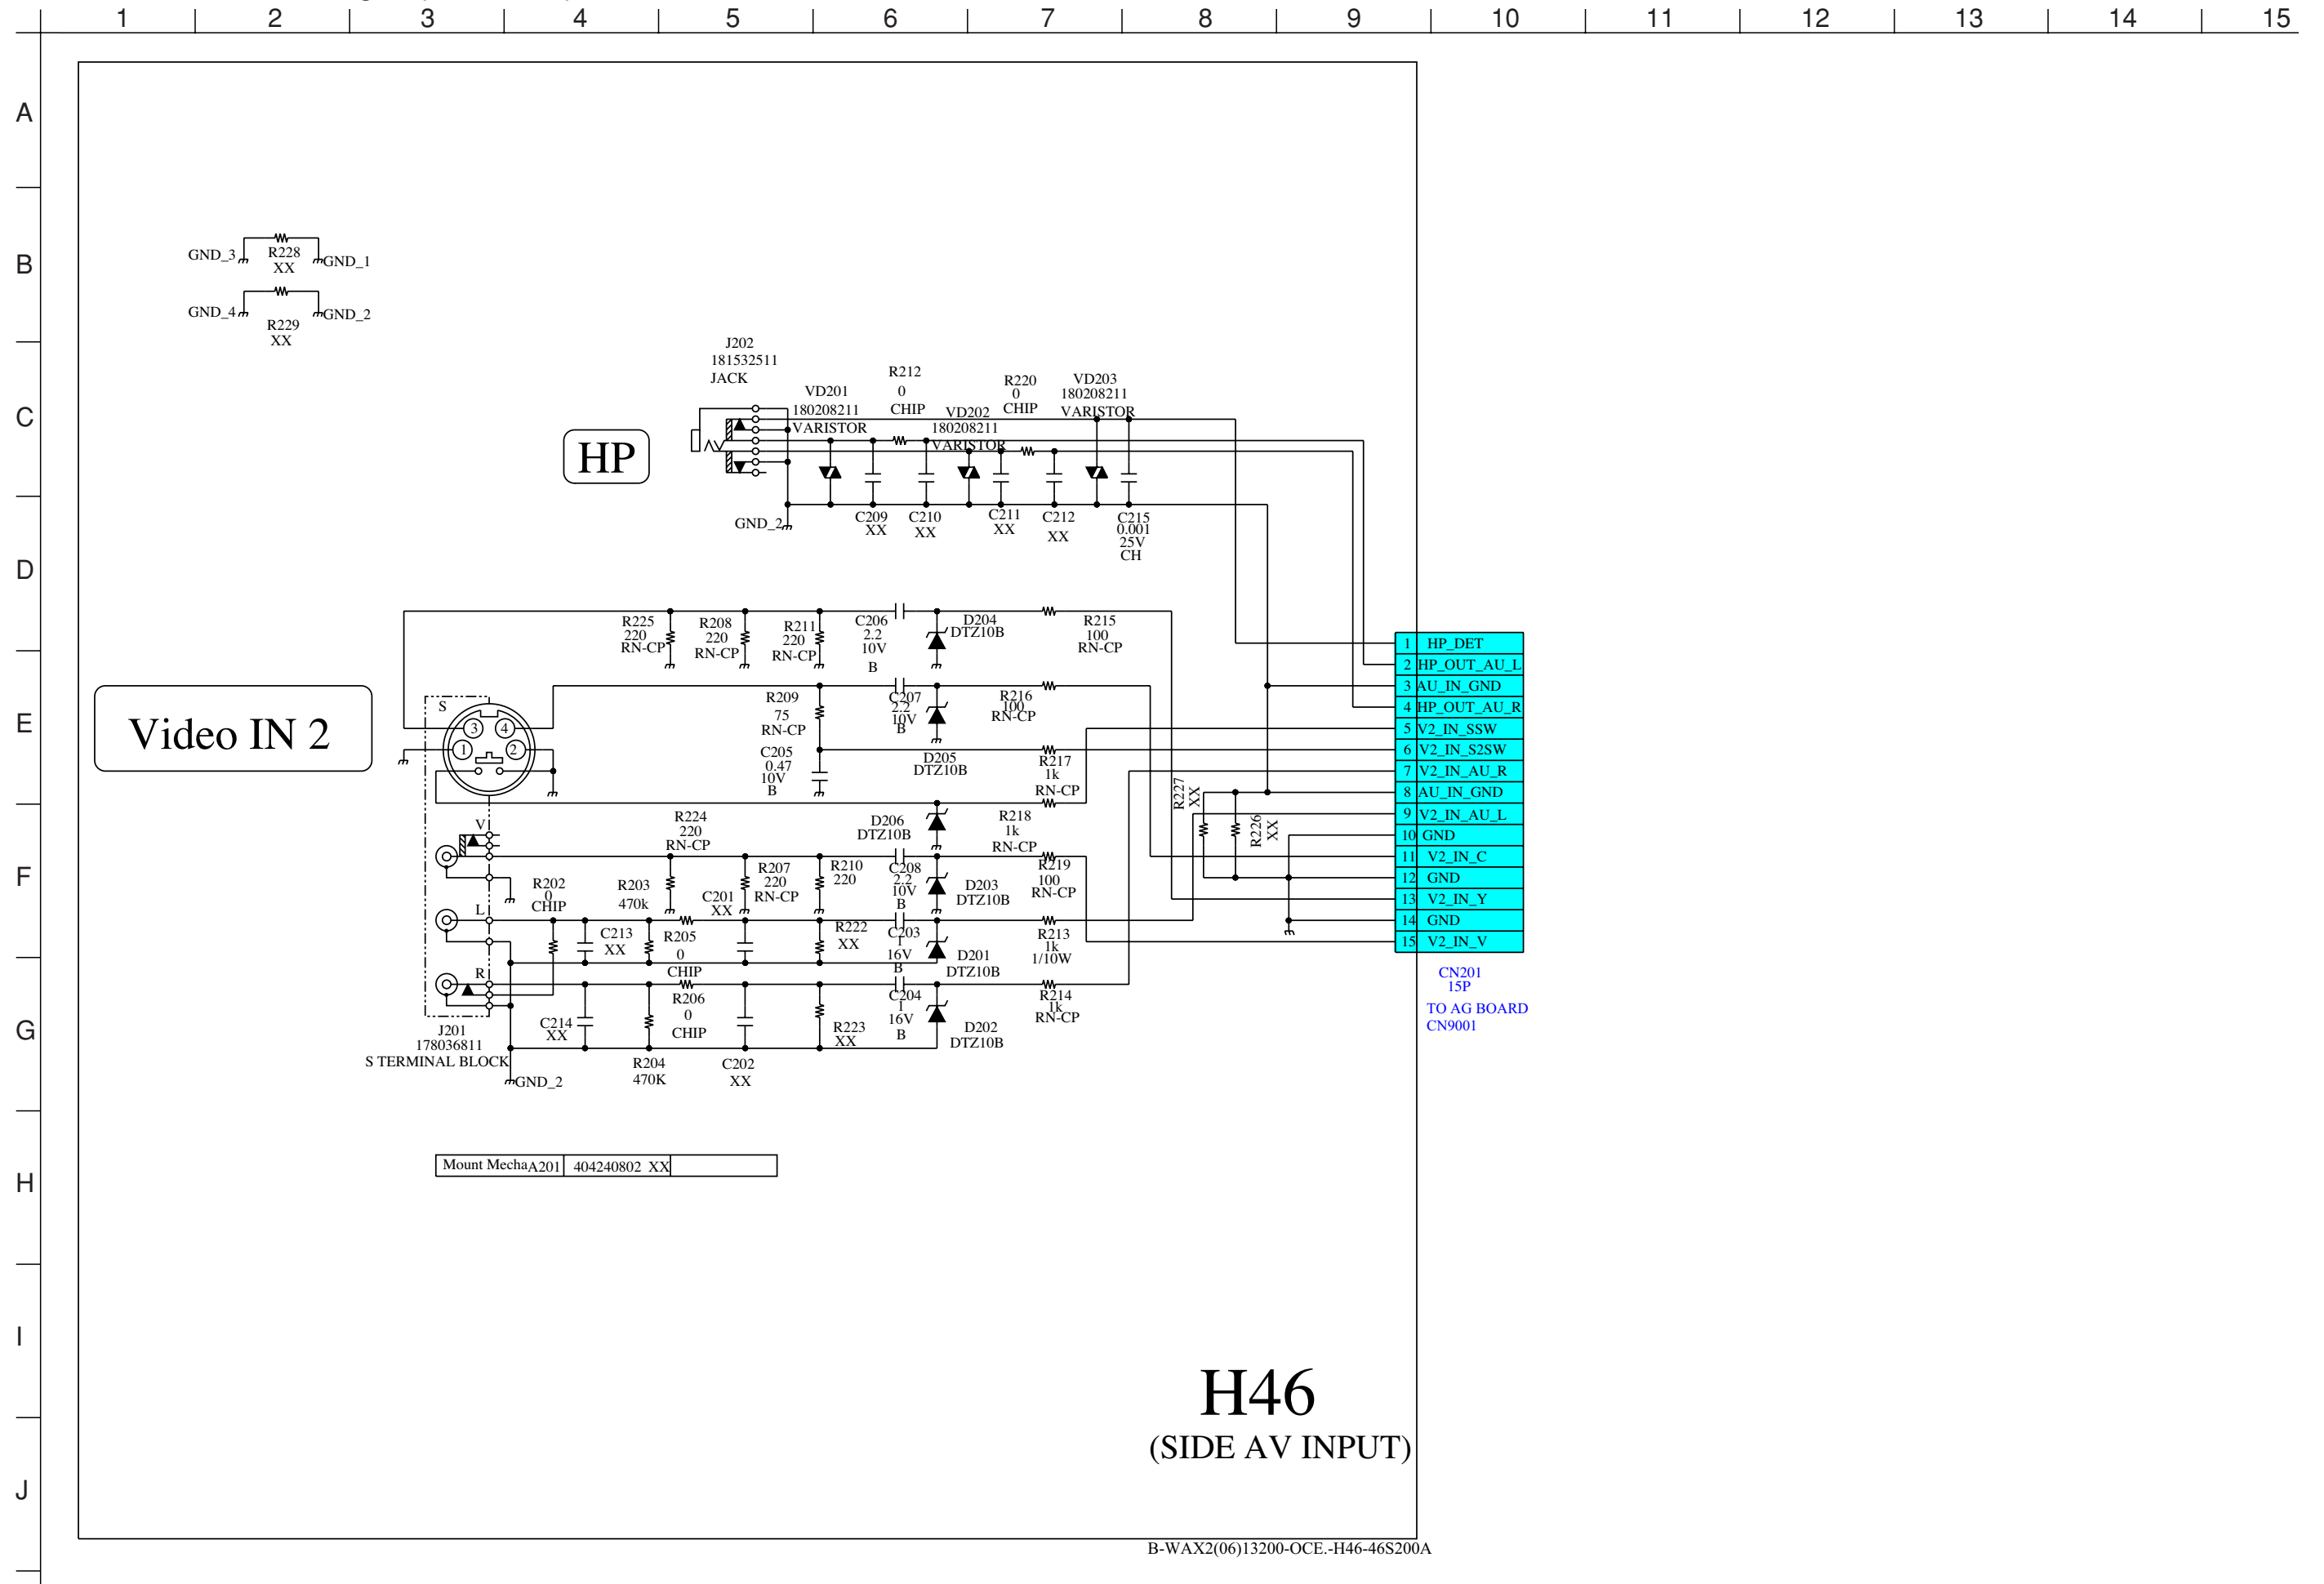 1 2 3 4 5 6 7 8 9 10 11 12 13 14 15
A
B
C
D
E
F
G
H
I
J
GND_3
R228
XX
GND_1
GND_4
R229
XX
GND_2
J202
181532511
JACK
HP
VD201
180208211
VARISTOR
R212
0
CHIP
VD202
180208211
VARISTOR
R220
0
CHIP
VD203
180208211
VARISTOR
GND_2
C209
XX
C210
XX
C211
XX
C212
XX
C215
0.001
25V
CH
R225
220
RN-CP
R208
220
RN-CP
R211
220
RN-CP
C206
2.2
10V
B
D204
DTZ10B
R215
100
RN-CP
Video IN 2
S
3
4
1
2
R209
75
RN-CP
C207
2.2
10V
B
R216
100
RN-CP
C205
0.47
10V
B
D205
DTZ10B
R217
1k
RN-CP
R227
XX
R226
XX
V
R224
220
RN-CP
D206
DTZ10B
R218
1k
RN-CP
R202
0
CHIP
R203
470k
C201
XX
R207
220
RN-CP
R210
220
C208
2.2
10V
B
D203
DTZ10B
R219
100
RN-CP
L
C213
XX
R205
0
CHIP
R222
XX
C203
1
16V
B
D201
DTZ10B
R213
1k
1/10W
R
J201
178036811
S TERMINAL BLOCK
C214
XX
R206
0
CHIP
R204
470K
C202
XX
R223
XX
C204
1
16V
B
D202
DTZ10B
R214
1k
RN-CP
GND_2
1 HP_DET
2 HP_OUT_AU_L
3 AU_IN_GND
4 HP_OUT_AU_R
5 V2_IN_SSW
6 V2_IN_S2SW
7 V2_IN_AU_R
8 AU_IN_GND
9 V2_IN_AU_L
10 GND
11 V2_IN_C
12 GND
13 V2_IN_Y
14 GND
15 V2_IN_V
CN201
15P
TO AG BOARD
CN9001
Mount Mecha A201 404240802 XX
H46
(SIDE AV INPUT)
B-WAX2(06)13200-OCE.-H46-46S200A